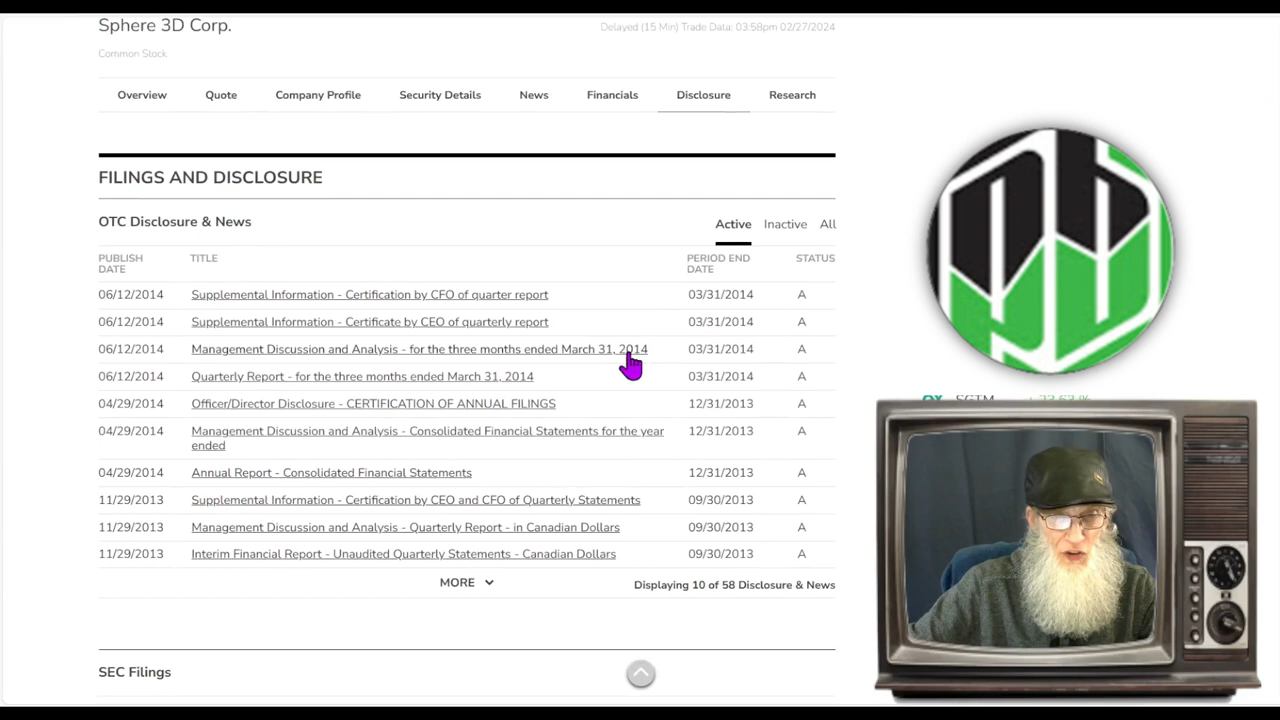 Sphere 3D Corp.
Delayed (15 Min) Trade Data: 03:58pm 02/27/2024
Common Stock
Overview Quote Company Profile Security Details News Financials Disclosure Research
FILINGS AND DISCLOSURE
OTC Disclosure & News
Active Inactive All
PUBLISH DATE TITLE PERIOD END DATE STATUS
06/12/2014 Supplemental Information - Certification by CFO of quarter report 03/31/2014 A
06/12/2014 Supplemental Information - Certificate by CEO of quarterly report 03/31/2014 A
06/12/2014 Management Discussion and Analysis - for the three months ended March 31, 2014 03/31/2014 A
06/12/2014 Quarterly Report - for the three months ended March 31, 2014 03/31/2014 A
04/29/2014 Officer/Director Disclosure - CERTIFICATION OF ANNUAL FILINGS 12/31/2013 A
04/29/2014 Management Discussion and Analysis - Consolidated Financial Statements for the year 12/31/2013 A
ended
04/29/2014 Annual Report - Consolidated Financial Statements 12/31/2013 A
11/29/2013 Supplemental Information - Certification by CEO and CFO of Quarterly Statements 09/30/2013 A
11/29/2013 Management Discussion and Analysis - Quarterly Report - in Canadian Dollars 09/30/2013 A
11/29/2013 Interim Financial Report - Unaudited Quarterly Statements - Canadian Dollars 09/30/2013 A
MORE
Displaying 10 of 58 Disclosure & News
SEC Filings